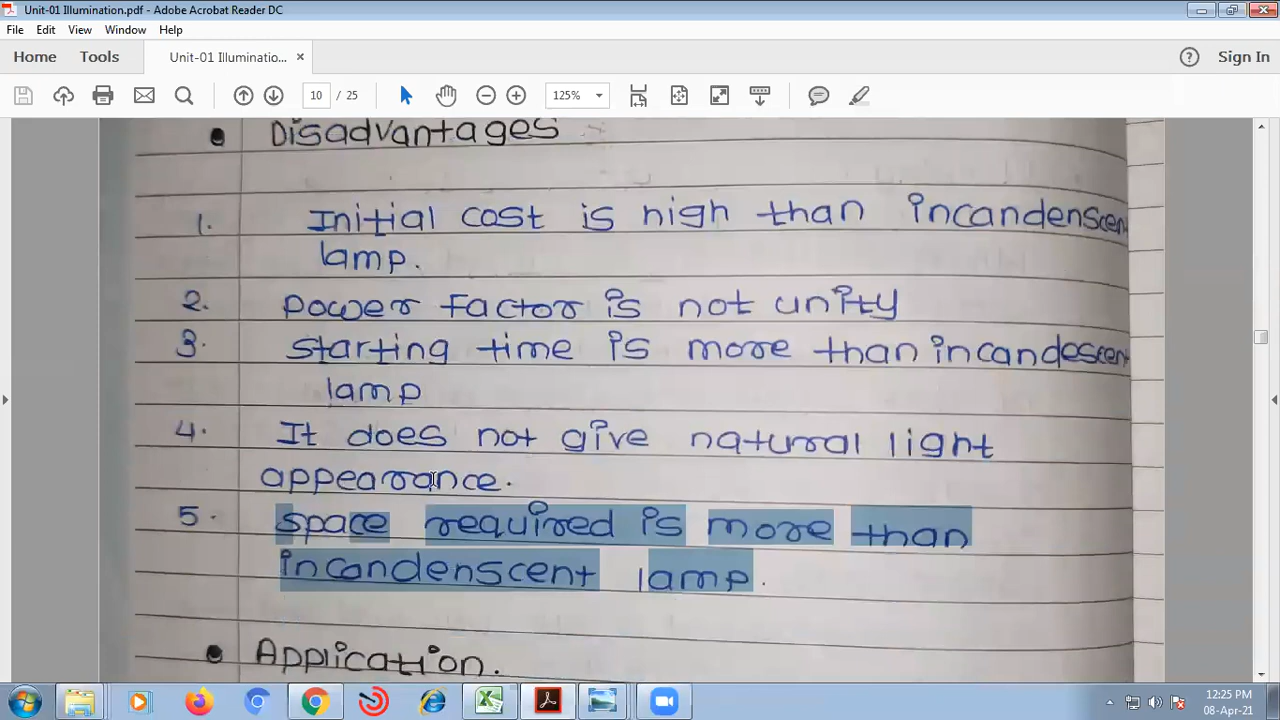 Unit-01 Illumination.pdf - Adobe Acrobat Reader DC
File Edit View Window Help
Home Tools Unit-01 Illuminatio... × ? Sign In
10 / 25 125%
Disadvantages
1. Initial cost is high than incandenscen
lamp.
2. power factor is not unity
3. starting time is more than incandescen
lamp
4. It does not give natural light
appearance.
5. space required is more than
incandenscent lamp.
Application.
12:25 PM
08-Apr-21